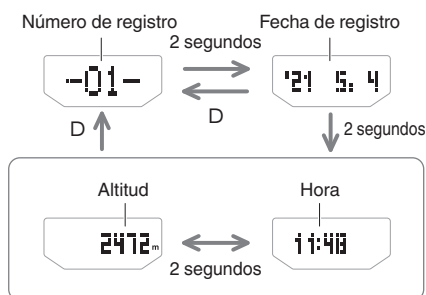 Número de registro
Fecha de registro
2 segundos
-01-
'21 5. 4
D
D
2 segundos
Altitud
Hora
2472m
11:48
2 segundos